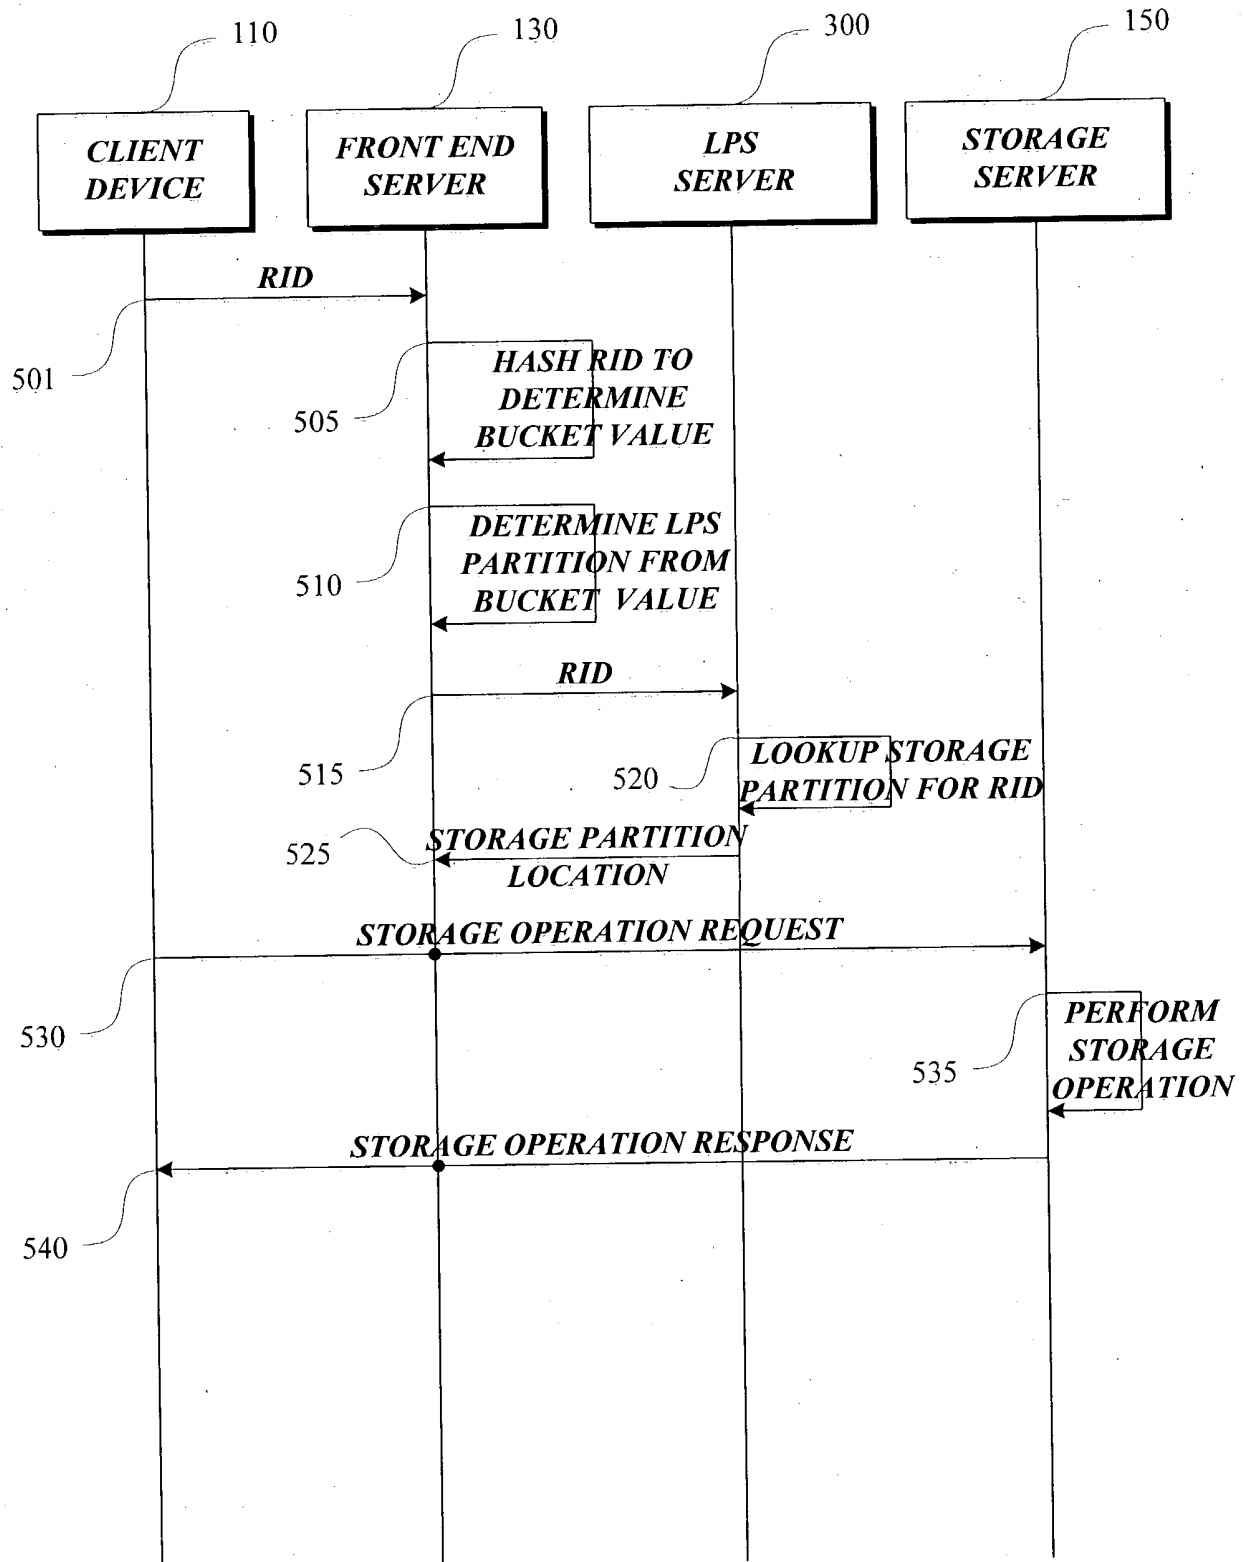 110
130
300
150
CLIENT
DEVICE
FRONT END
SERVER
LPS
SERVER
STORAGE
SERVER
RID
501
HASH RID TO
DETERMINE
BUCKET VALUE
505
DETERMINE LPS
PARTITION FROM
BUCKET VALUE
510
RID
515
LOOKUP STORAGE
PARTITION FOR RID
520
STORAGE PARTITION
LOCATION
525
STORAGE OPERATION REQUEST
530
PERFORM
STORAGE
OPERATION
535
STORAGE OPERATION RESPONSE
540